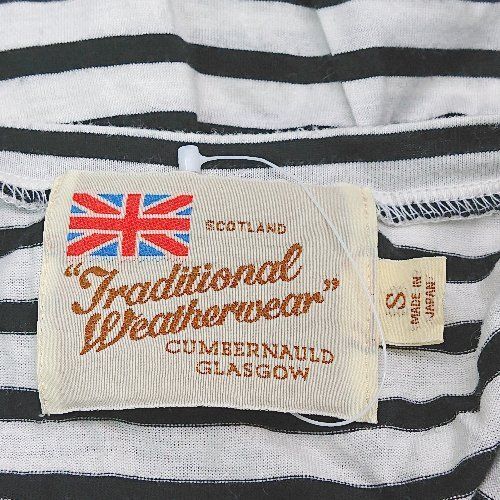 SCOTLAND
"Traditional
Weatherwear"
CUMBERNAULD
GLASGOW
S
MADE IN
JAPAN